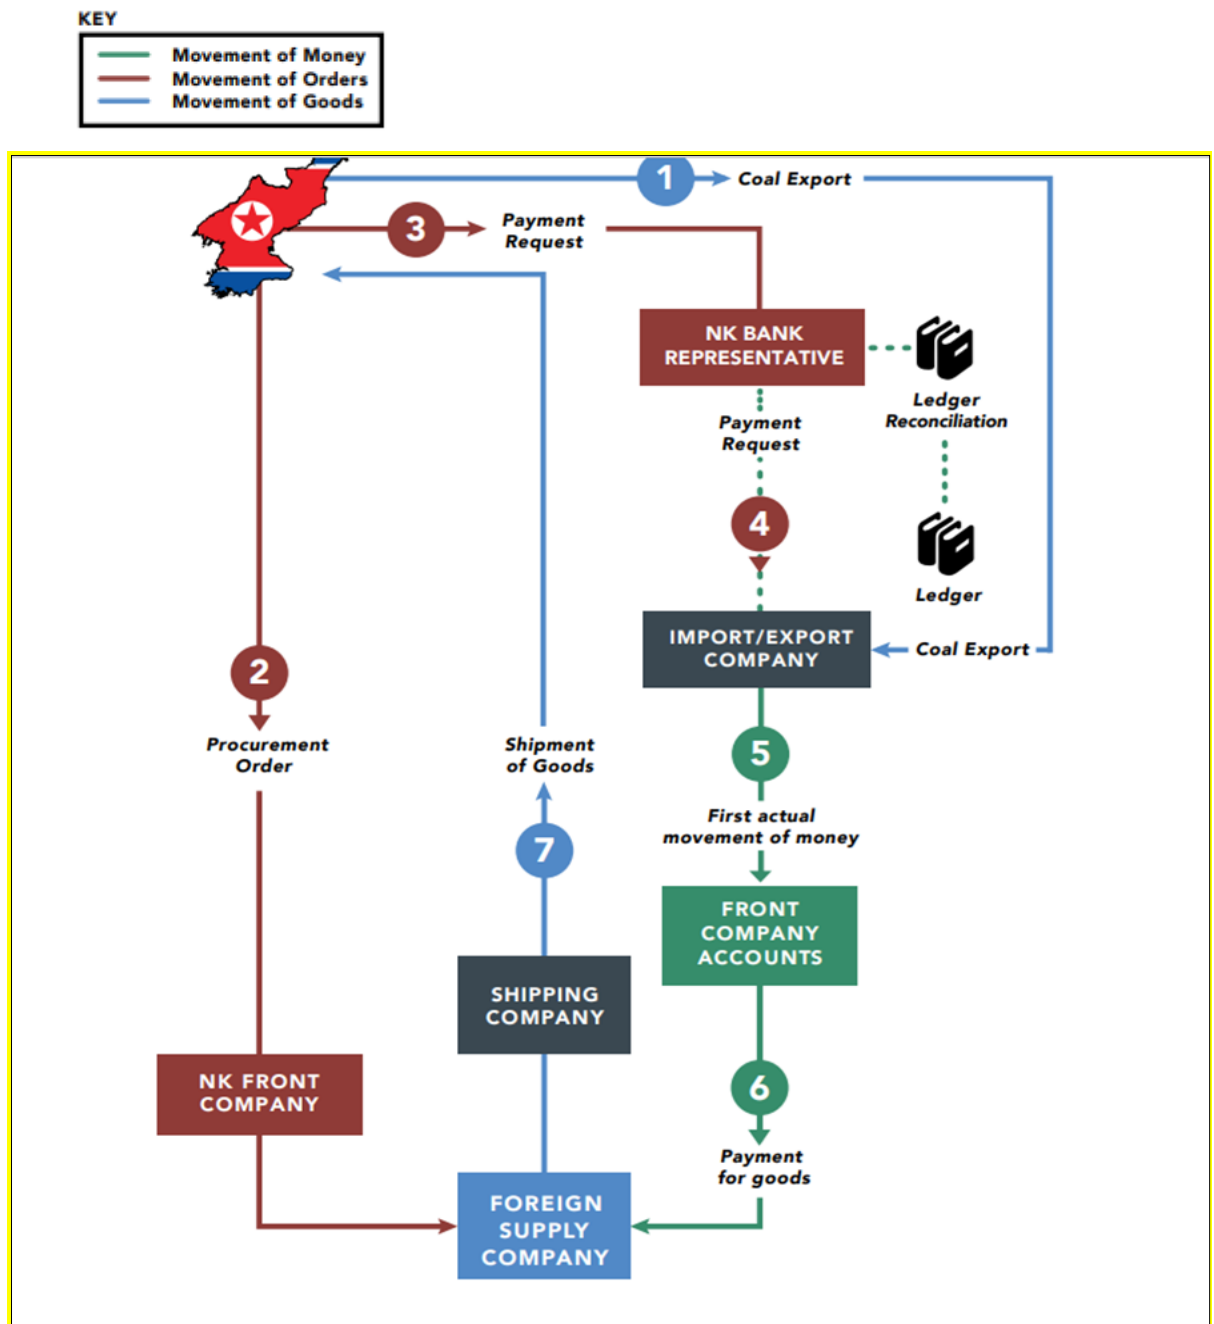 KEY
Movement of Money
Movement of Orders
Movement of Goods
1
Coal Export
3
Payment
Request
NK BANK
REPRESENTATIVE
Ledger
Reconciliation
Payment
Request
4
Ledger
IMPORT/EXPORT
COMPANY
Coal Export
2
Procurement
Order
Shipment
of Goods
5
First actual
movement of money
7
FRONT
COMPANY
ACCOUNTS
SHIPPING
COMPANY
NK FRONT
COMPANY
6
Payment
for goods
FOREIGN
SUPPLY
COMPANY